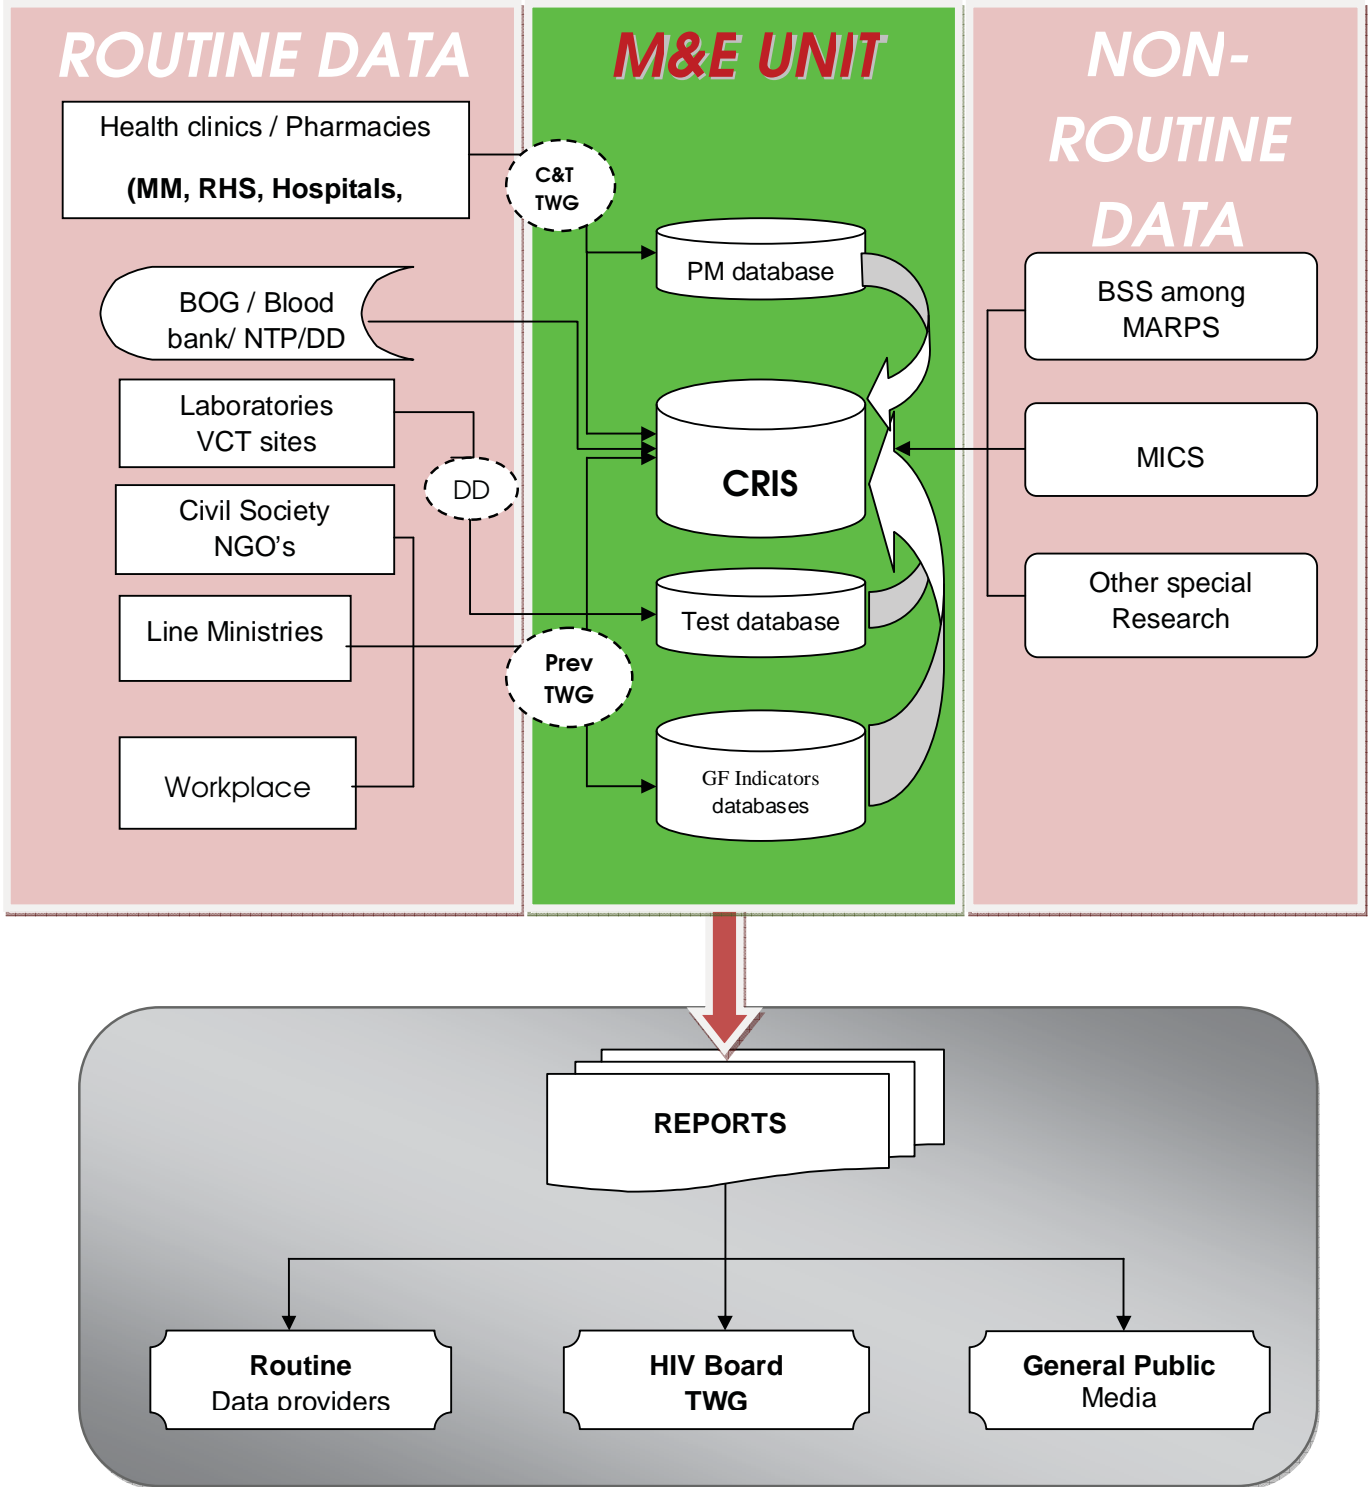 ROUTINE DATA
Health clinics / Pharmacies
(MM, RHS, Hospitals,
BOG / Blood
bank/ NTP/DD
Laboratories
VCT sites
DD
Civil Society
NGO's
Line Ministries
Workplace
M&E UNIT
C&T
TWG
PM database
CRIS
Test database
Prev
TWG
GF Indicators
databases
NON-
ROUTINE
DATA
BSS among
MARPS
MICS
Other special
Research
REPORTS
Routine
Data providers
HIV Board
TWG
General Public
Media